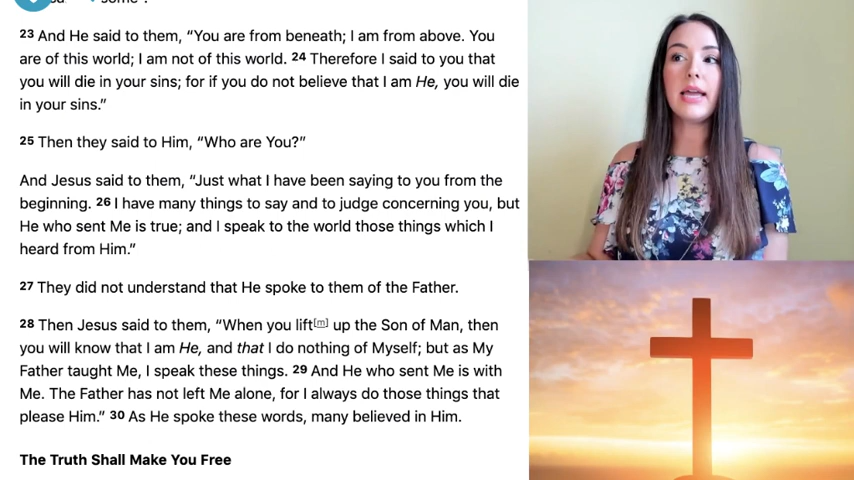 23 And He said to them, “You are from beneath; I am from above. You
are of this world; I am not of this world. 24 Therefore I said to you that
you will die in your sins; for if you do not believe that I am He, you will die
in your sins.”
25 Then they said to Him, “Who are You?”
And Jesus said to them, “Just what I have been saying to you from the
beginning. 26 I have many things to say and to judge concerning you, but
He who sent Me is true; and I speak to the world those things which I
heard from Him.”
27 They did not understand that He spoke to them of the Father.
28 Then Jesus said to them, “When you lift[m] up the Son of Man, then
you will know that I am He, and that I do nothing of Myself; but as My
Father taught Me, I speak these things. 29 And He who sent Me is with
Me. The Father has not left Me alone, for I always do those things that
please Him.” 30 As He spoke these words, many believed in Him.
The Truth Shall Make You Free